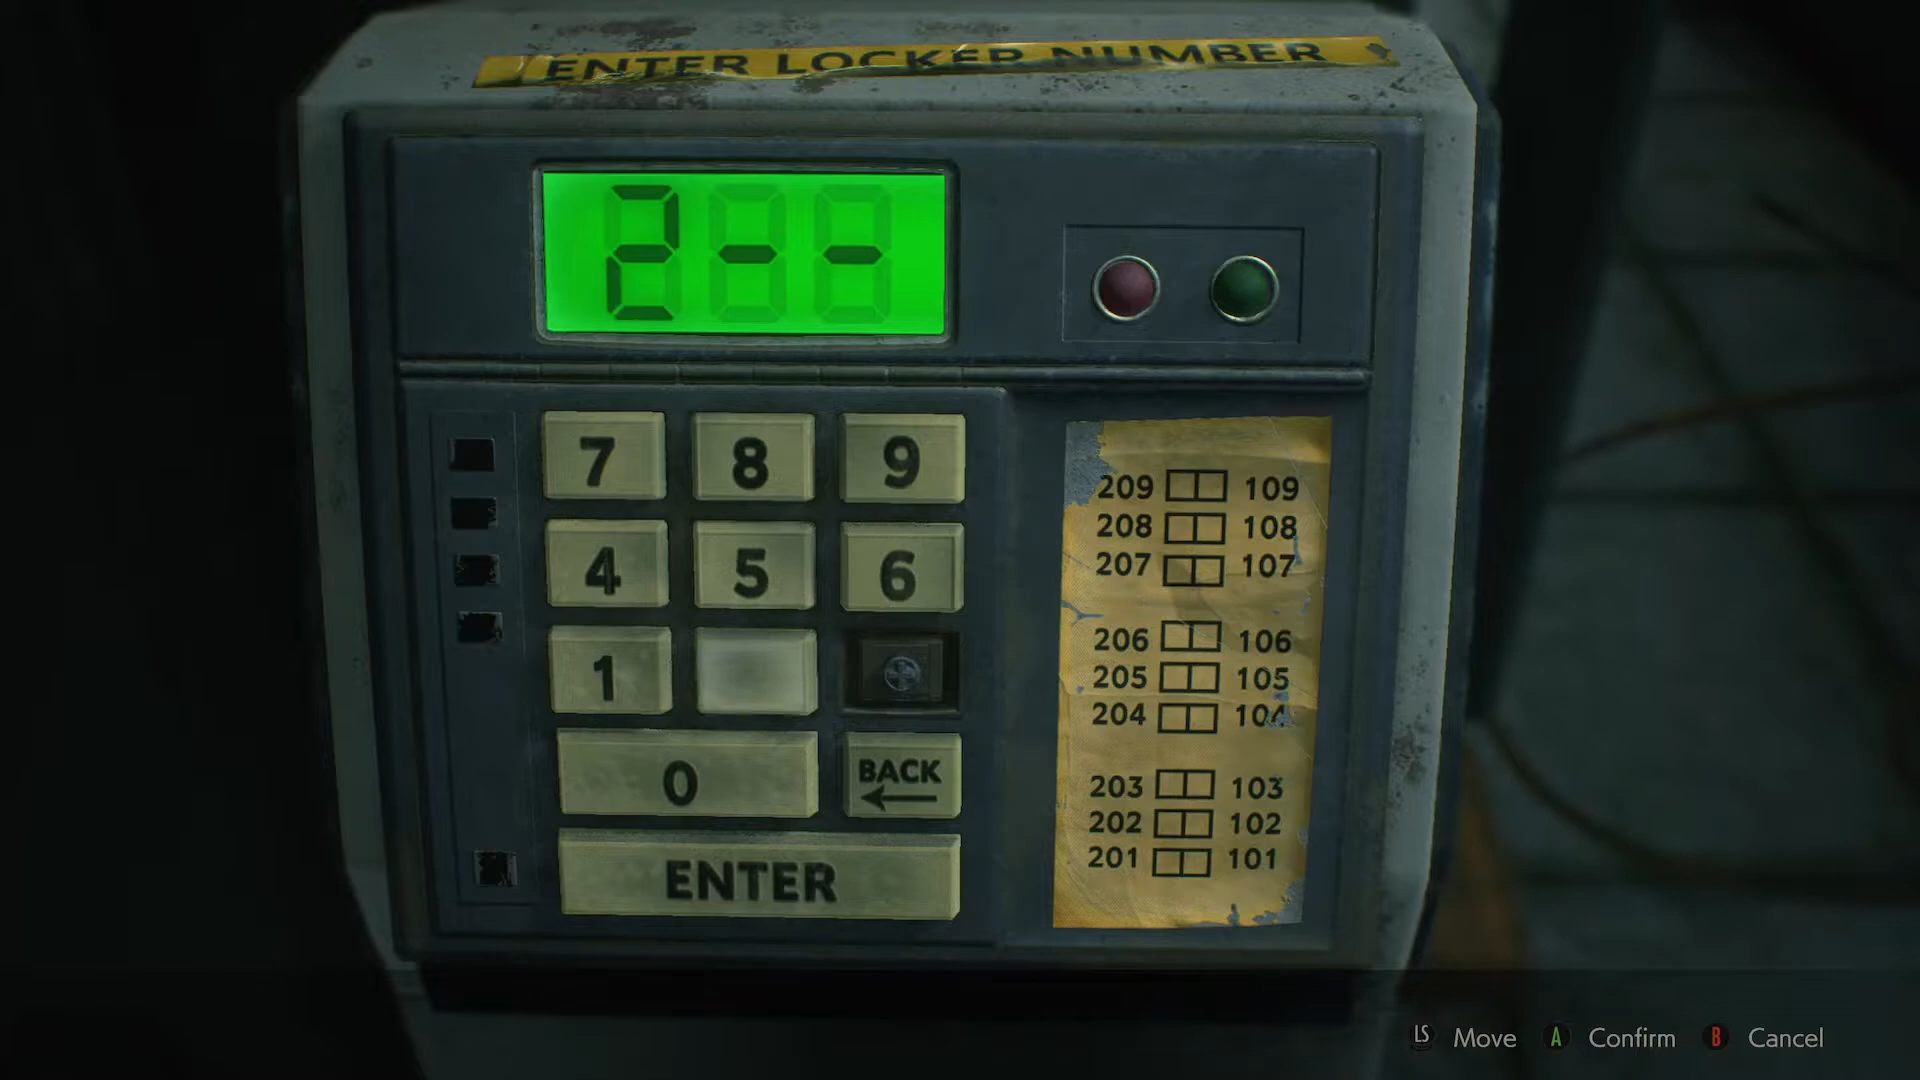 ENTER LOCKER NUMBER
2--
7 8 9
4 5 6
1
0 BACK
ENTER
209 109
208 108
207 107
206 106
205 105
204 104
203 103
202 102
201 101
LS Move A Confirm B Cancel